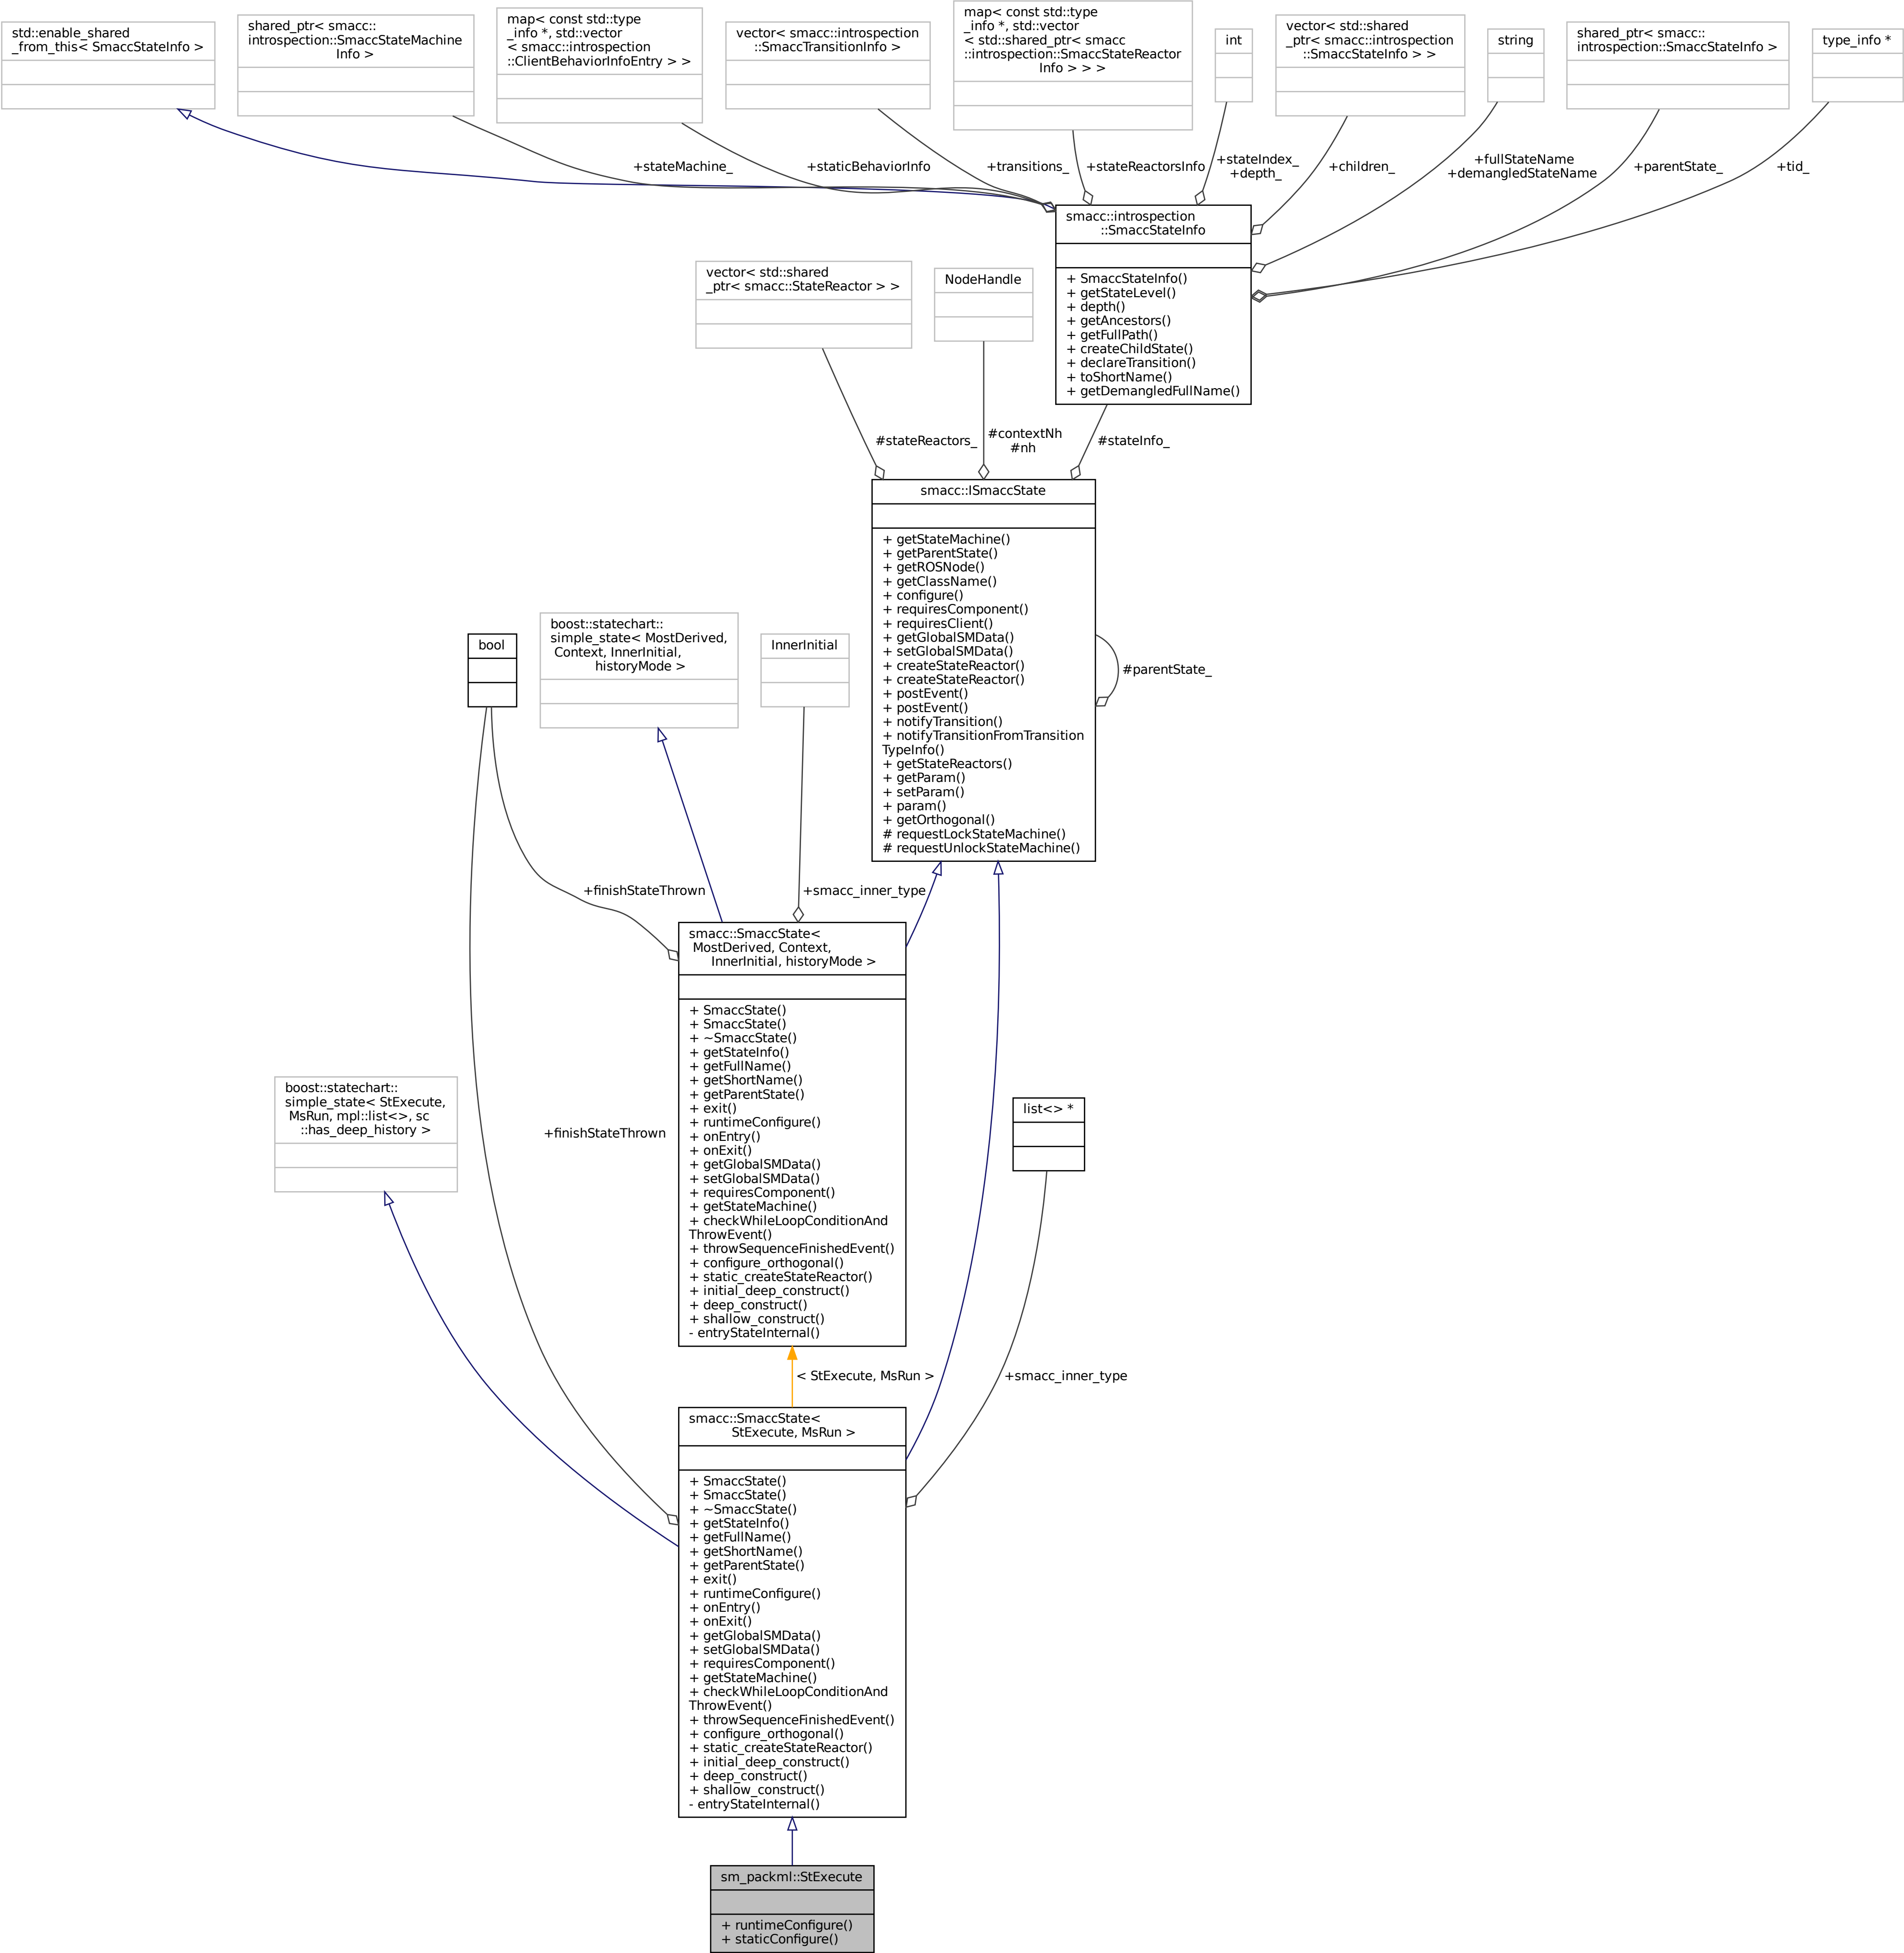 std::enable_shared
_from_this< SmaccStateInfo >
shared_ptr< smacc::
introspection::SmaccStateMachine
Info >
map< const std::type
_info *, std::vector
< smacc::introspection
::ClientBehaviorInfoEntry > >
vector< smacc::introspection
::SmaccTransitionInfo >
map< const std::type
_info *, std::vector
< std::shared_ptr< smacc
::introspection::SmaccStateReactor
Info > > >
int
vector< std::shared
_ptr< smacc::introspection
::SmaccStateInfo > >
string
shared_ptr< smacc::
introspection::SmaccStateInfo >
type_info *
+stateMachine_
+staticBehaviorInfo
+transitions_
+stateReactorsInfo
+stateIndex_
+depth_
+children_
+fullStateName
+demangledStateName
+parentState_
+tid_
smacc::introspection
::SmaccStateInfo
+ SmaccStateInfo()
+ getStateLevel()
+ depth()
+ getAncestors()
+ getFullPath()
+ createChildState()
+ declareTransition()
+ toShortName()
+ getDemangledFullName()
vector< std::shared
_ptr< smacc::StateReactor > >
NodeHandle
#stateReactors_
#contextNh
#nh
#stateInfo_
smacc::ISmaccState
+ getStateMachine()
+ getParentState()
+ getROSNode()
+ getClassName()
+ configure()
+ requiresComponent()
+ requiresClient()
+ getGlobalSMData()
+ setGlobalSMData()
+ createStateReactor()
+ createStateReactor()
+ postEvent()
+ postEvent()
+ notifyTransition()
+ notifyTransitionFromTransition
TypeInfo()
+ getStateReactors()
+ getParam()
+ setParam()
+ param()
+ getOrthogonal()
# requestLockStateMachine()
# requestUnlockStateMachine()
#parentState_
bool
boost::statechart::
simple_state< MostDerived,
Context, InnerInitial,
historyMode >
InnerInitial
+finishStateThrown
+smacc_inner_type
smacc::SmaccState<
MostDerived, Context,
InnerInitial, historyMode >
+ SmaccState()
+ SmaccState()
+ ~SmaccState()
+ getStateInfo()
+ getFullName()
+ getShortName()
+ getParentState()
+ exit()
+ runtimeConfigure()
+ onEntry()
+ onExit()
+ getGlobalSMData()
+ setGlobalSMData()
+ requiresComponent()
+ getStateMachine()
+ checkWhileLoopConditionAnd
ThrowEvent()
+ throwSequenceFinishedEvent()
+ configure_orthogonal()
+ static_createStateReactor()
+ initial_deep_construct()
+ deep_construct()
+ shallow_construct()
- entryStateInternal()
boost::statechart::
simple_state< StExecute,
MsRun, mpl::list<>, sc
::has_deep_history >
+finishStateThrown
list<> *
< StExecute, MsRun >
+smacc_inner_type
smacc::SmaccState<
StExecute, MsRun >
+ SmaccState()
+ SmaccState()
+ ~SmaccState()
+ getStateInfo()
+ getFullName()
+ getShortName()
+ getParentState()
+ exit()
+ runtimeConfigure()
+ onEntry()
+ onExit()
+ getGlobalSMData()
+ setGlobalSMData()
+ requiresComponent()
+ getStateMachine()
+ checkWhileLoopConditionAnd
ThrowEvent()
+ throwSequenceFinishedEvent()
+ configure_orthogonal()
+ static_createStateReactor()
+ initial_deep_construct()
+ deep_construct()
+ shallow_construct()
- entryStateInternal()
sm_packml::StExecute
+ runtimeConfigure()
+ staticConfigure()